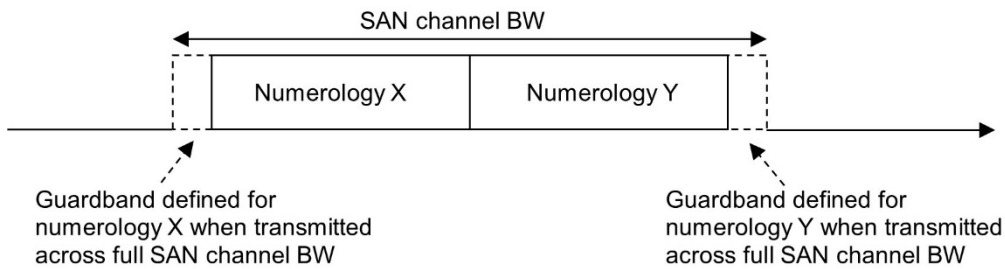 SAN channel BW
Numerology X
Numerology Y
Guardband defined for
numerology X when transmitted
across full SAN channel BW
Guardband defined for
numerology Y when transmitted
across full SAN channel BW